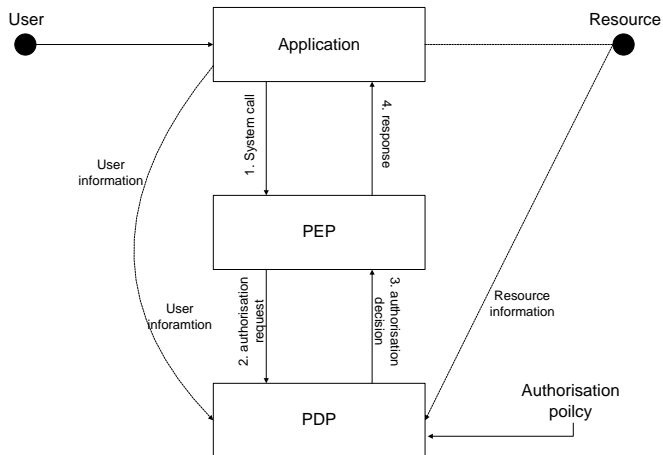 User
Resource
Application
1. System call
4. response
User
information
PEP
User
inforamtion
2. authorisation
request
3. authorisation
decision
Resource
information
Authorisation
poilcy
PDP